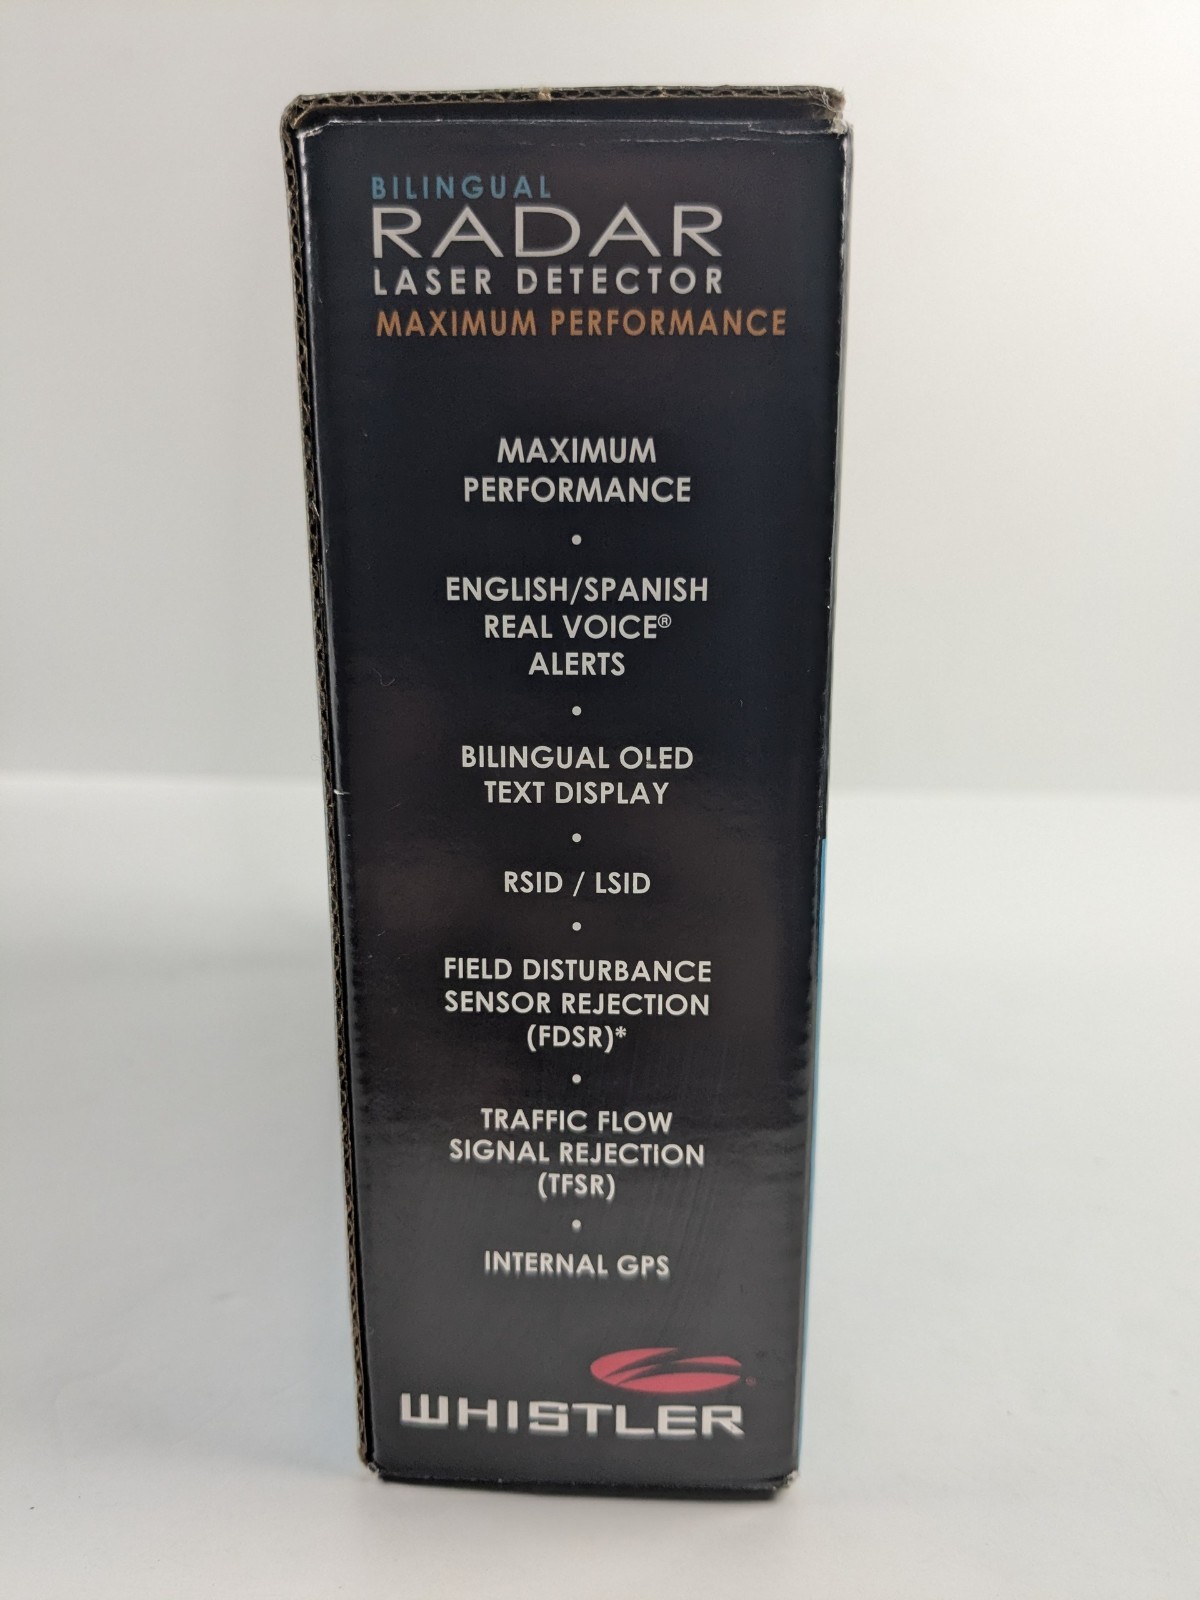 BILINGUAL
RADAR
LASER DETECTOR
MAXIMUM PERFORMANCE
MAXIMUM
PERFORMANCE
•
ENGLISH/SPANISH
REAL VOICE®
ALERTS
•
BILINGUAL OLED
TEXT DISPLAY
•
RSID / LSID
•
FIELD DISTURBANCE
SENSOR REJECTION
(FDSR)*
•
TRAFFIC FLOW
SIGNAL REJECTION
(TFSR)
•
INTERNAL GPS
WHISTLER